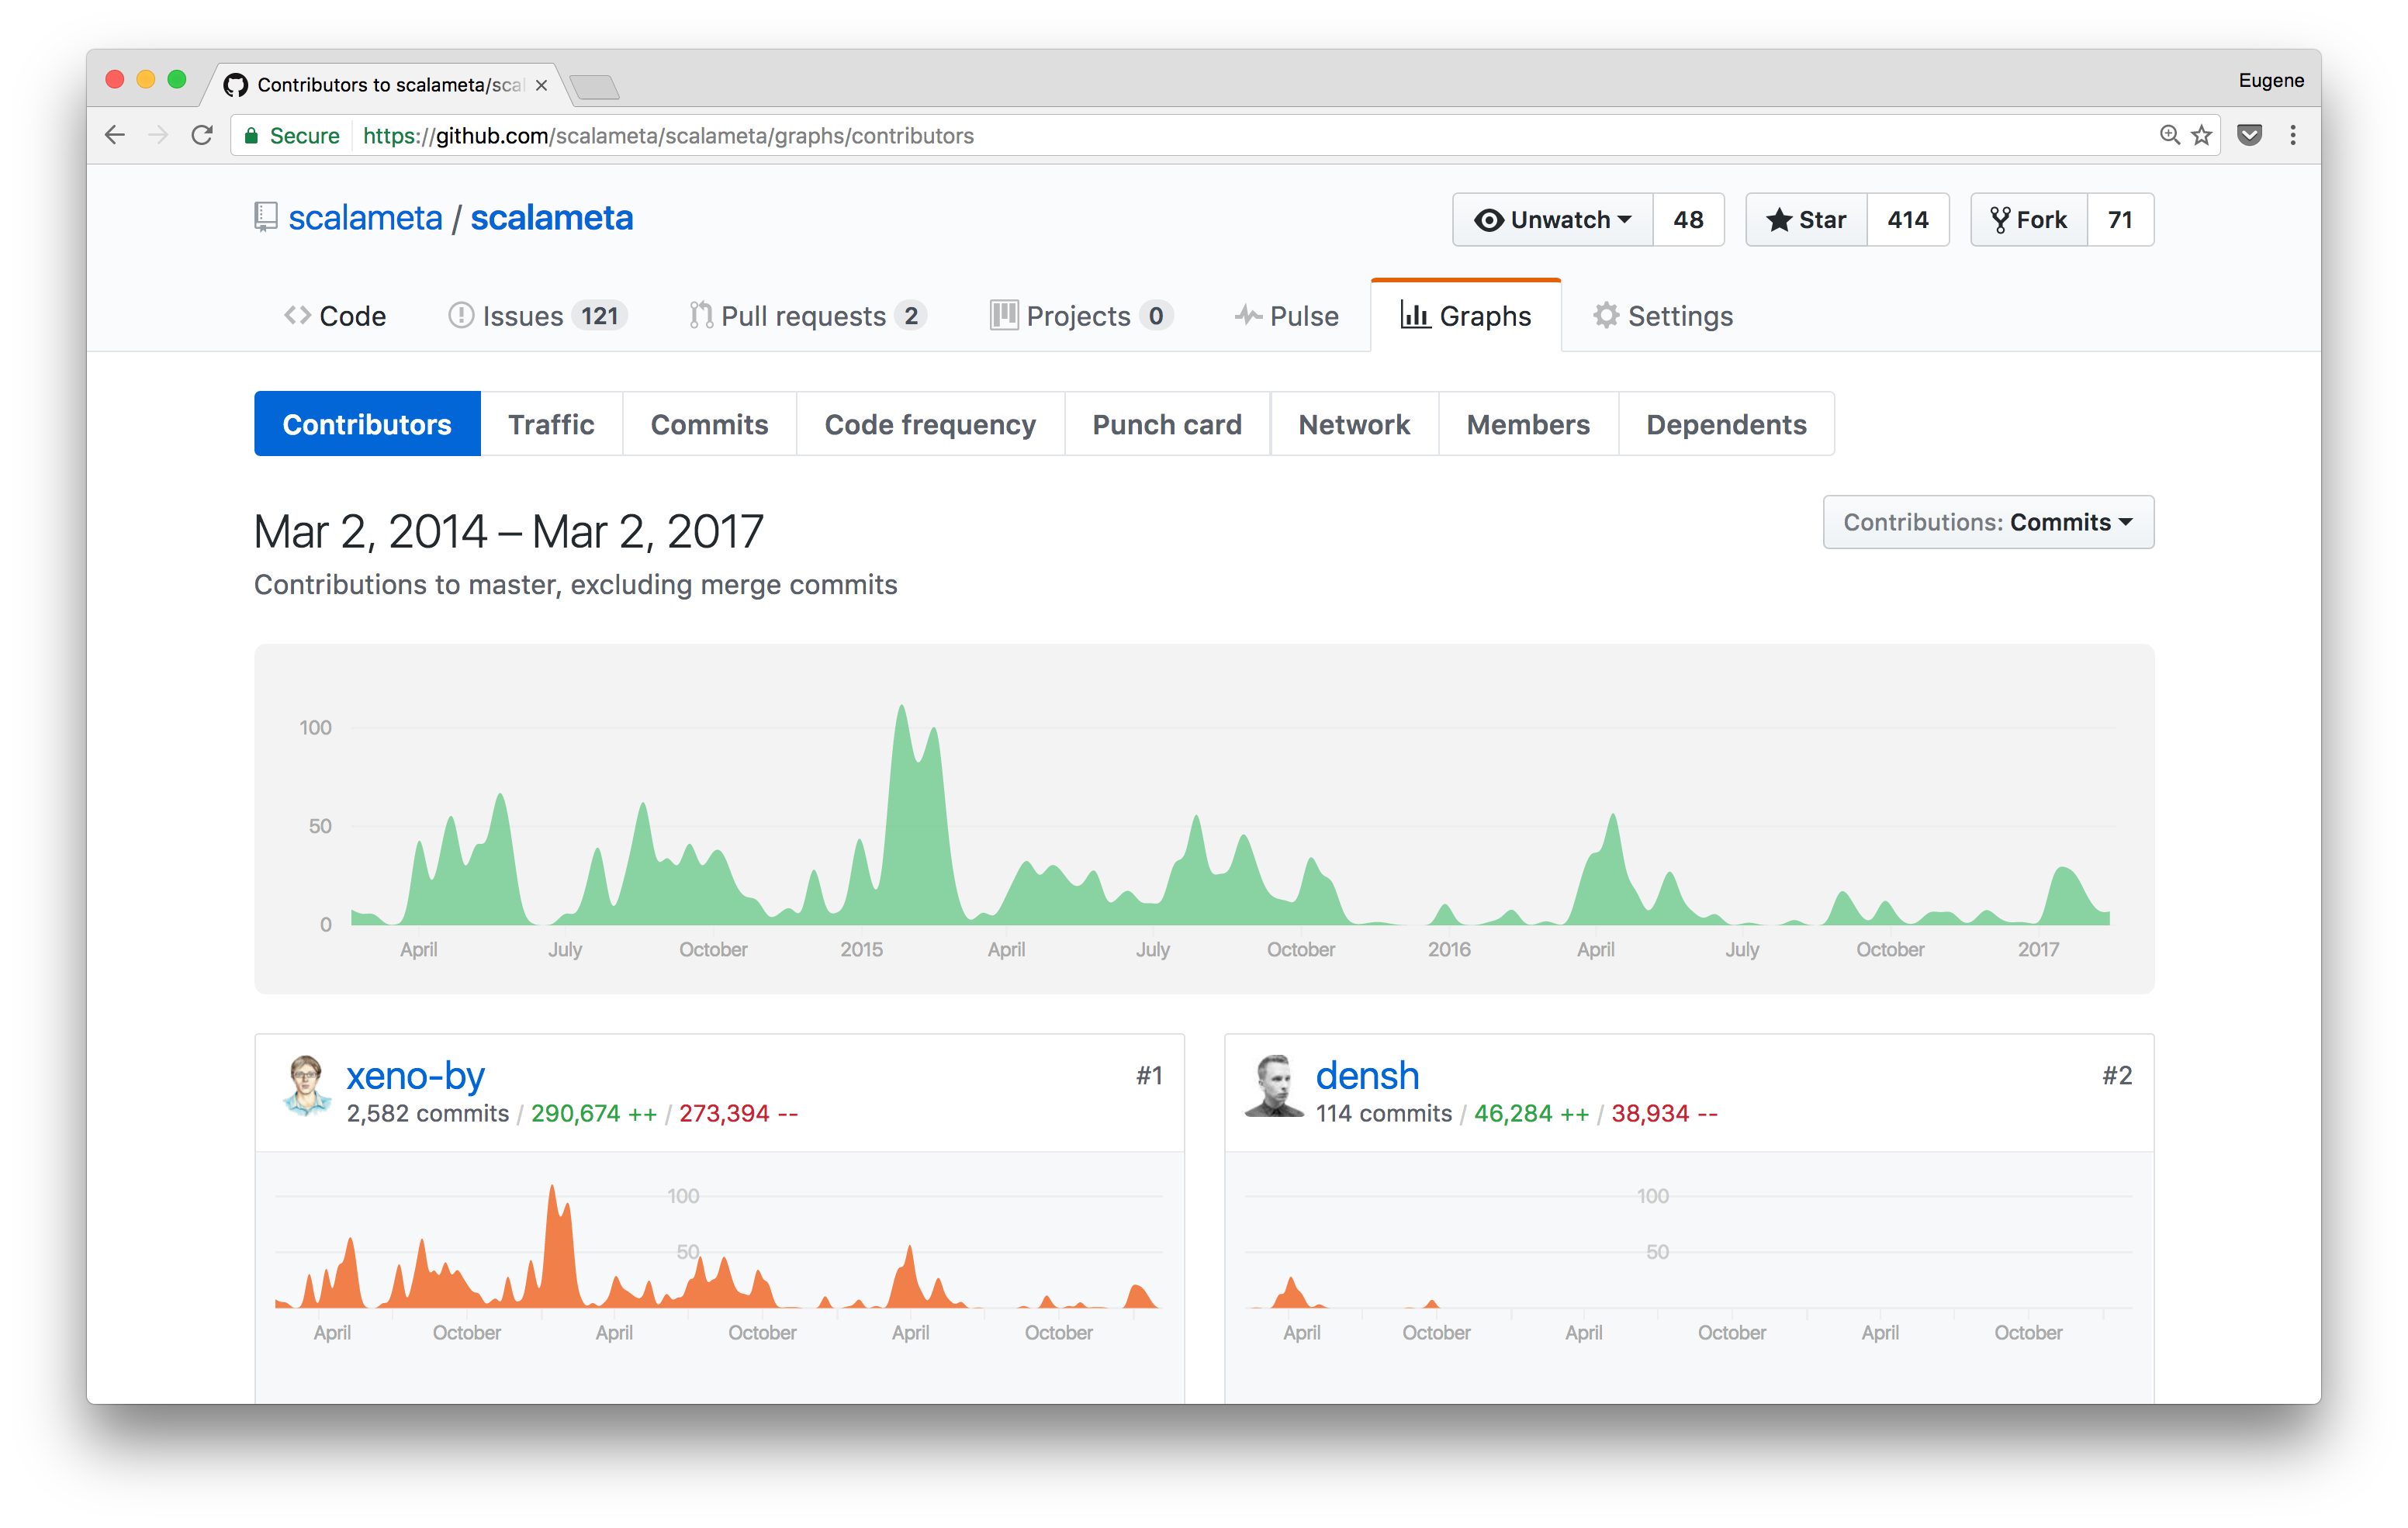 Contributors to scalameta/scal
Eugene
Secure https://github.com/scalameta/scalameta/graphs/contributors
scalameta / scalameta
Unwatch 48 Star 414 Fork 71
Code Issues 121 Pull requests 2 Projects 0 Pulse Graphs Settings
Contributors Traffic Commits Code frequency Punch card Network Members Dependents
Mar 2, 2014 – Mar 2, 2017
Contributions: Commits
Contributions to master, excluding merge commits
100
50
0
April July October 2015 April July October 2016 April July October 2017
xeno-by #1
2,582 commits / 290,674 ++ / 273,394 --
100
50
April October April October April October
densh #2
114 commits / 46,284 ++ / 38,934 --
100
50
April October April October April October